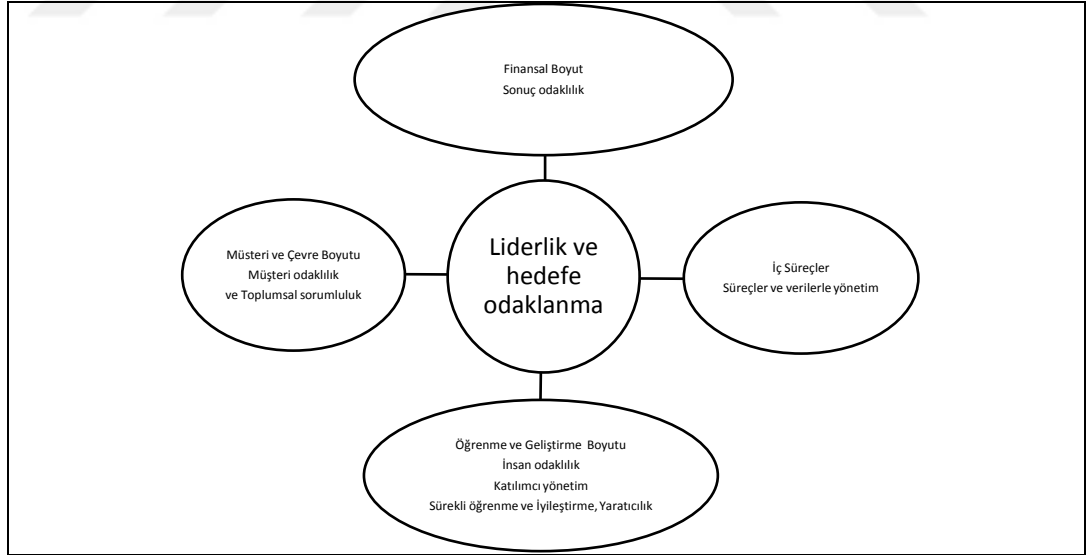 Finansal Boyut
Sonuç odaklılık
Müsteri ve Çevre Boyutu
Müşteri odaklılık
ve Toplumsal sorumluluk
Liderlik ve
hedefe
odaklanma
İç Süreçler
Süreçler ve verilerle yönetim
Öğrenme ve Geliştirme Boyutu
İnsan odaklılık
Katılımcı yönetim
Sürekli öğrenme ve İyileştirme, Yaratıcılık